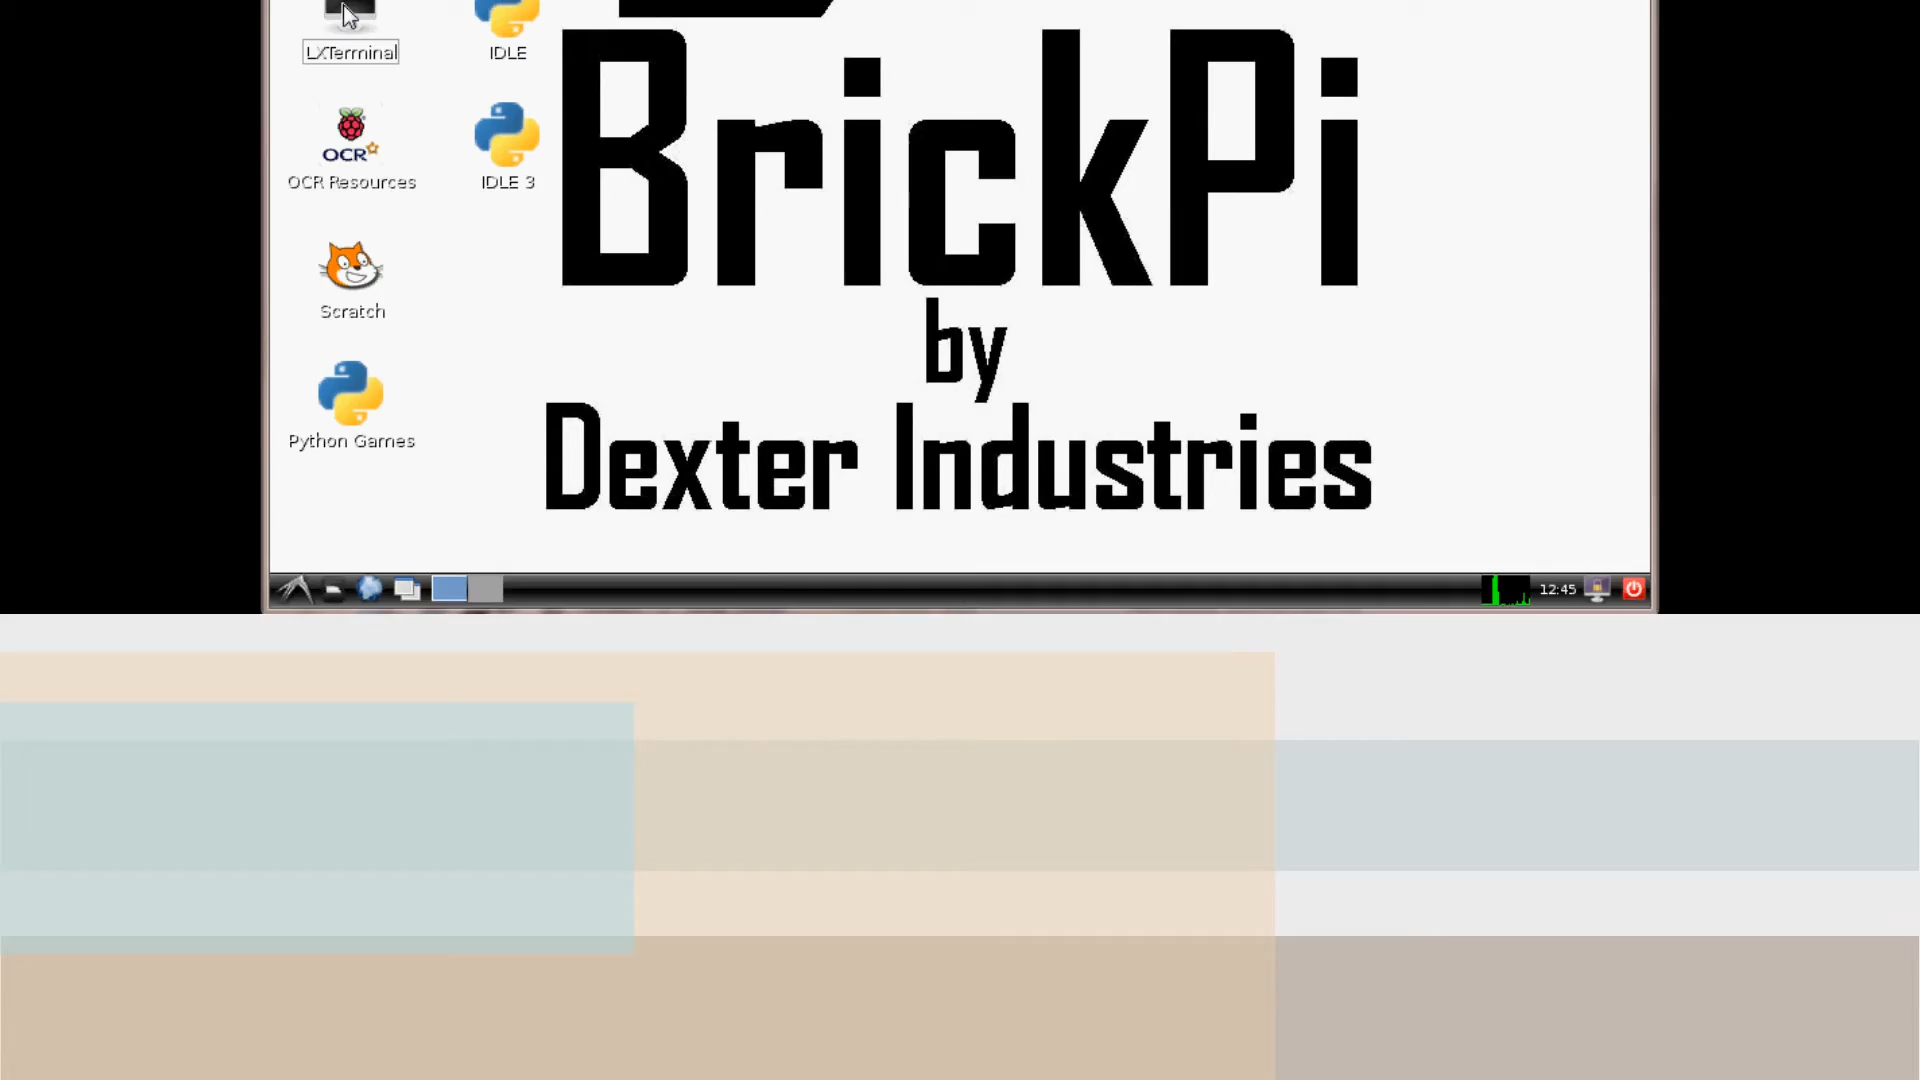 LXTerminal
IDLE
BrickPi
OCR
OCR Resources
IDLE 3
Scratch
by
Python Games
Dexter Industries
12:45